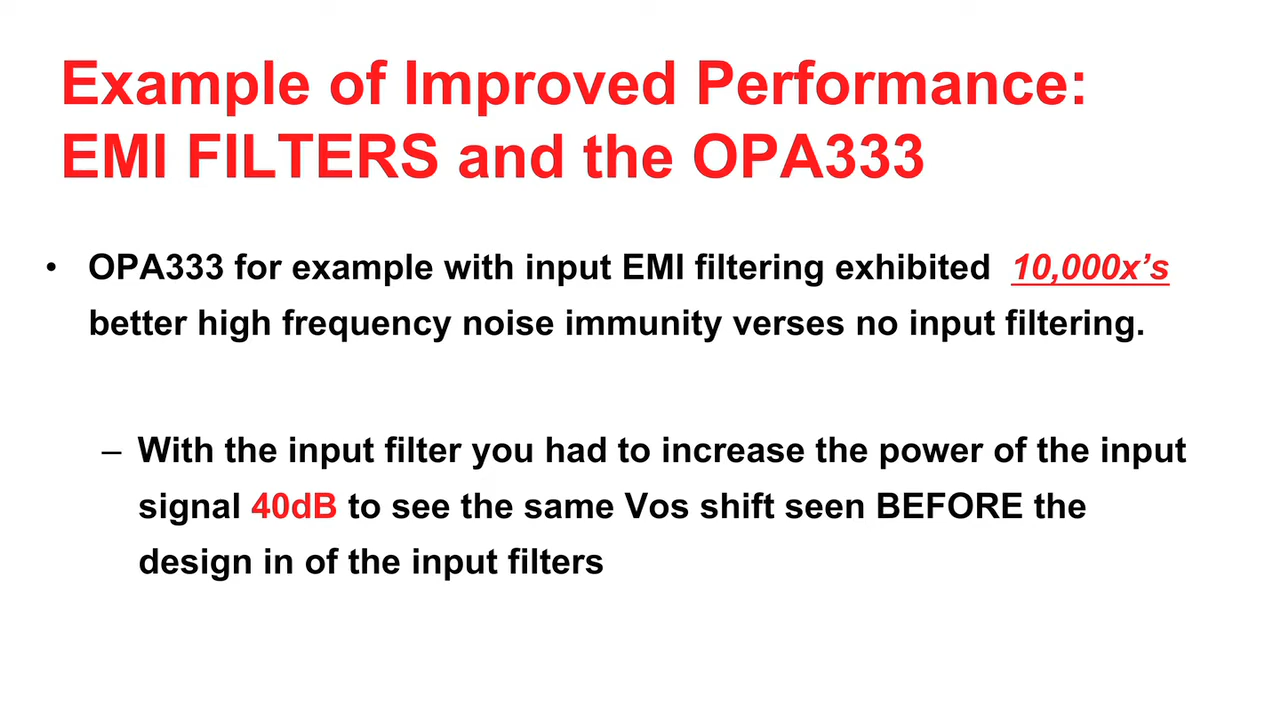 Example of Improved Performance:
EMI FILTERS and the OPA333
• OPA333 for example with input EMI filtering exhibited 10,000x’s
better high frequency noise immunity verses no input filtering.
– With the input filter you had to increase the power of the input
signal 40dB to see the same Vos shift seen BEFORE the
design in of the input filters